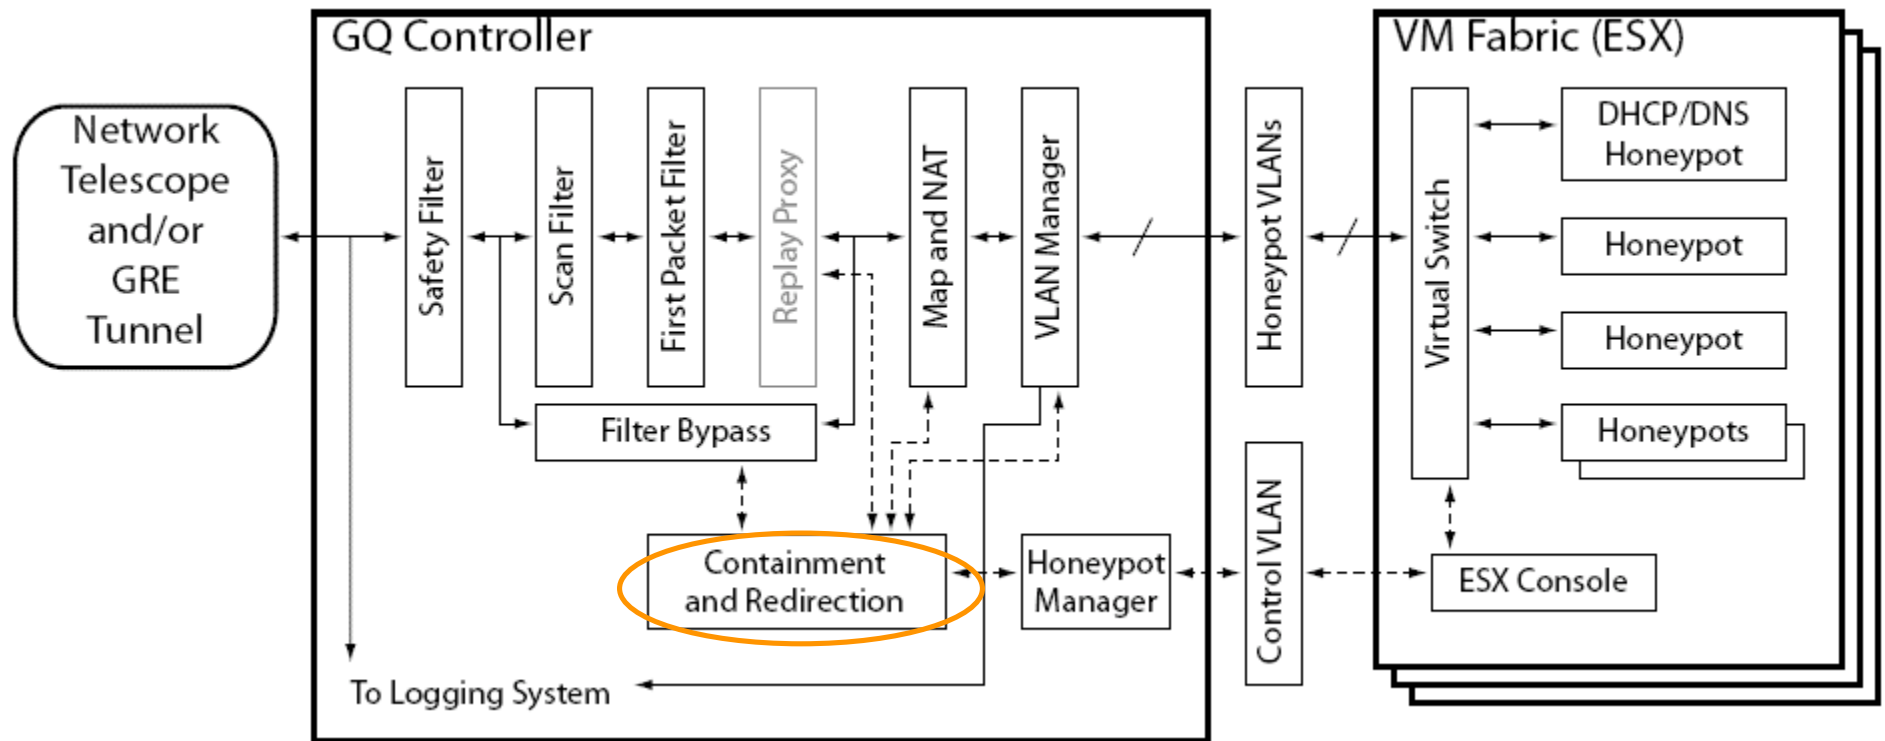 GQ Controller
VM Fabric (ESX)
Network
Telescope
and/or
GRE
Tunnel
Safety Filter
Scan Filter
First Packet Filter
Replay Proxy
Map and NAT
VLAN Manager
Honeypot VLANs
Virtual Switch
DHCP/DNS
Honeypot
Honeypot
Honeypot
Honeypots
Filter Bypass
Containment
and Redirection
Honeypot
Manager
Control VLAN
ESX Console
To Logging System